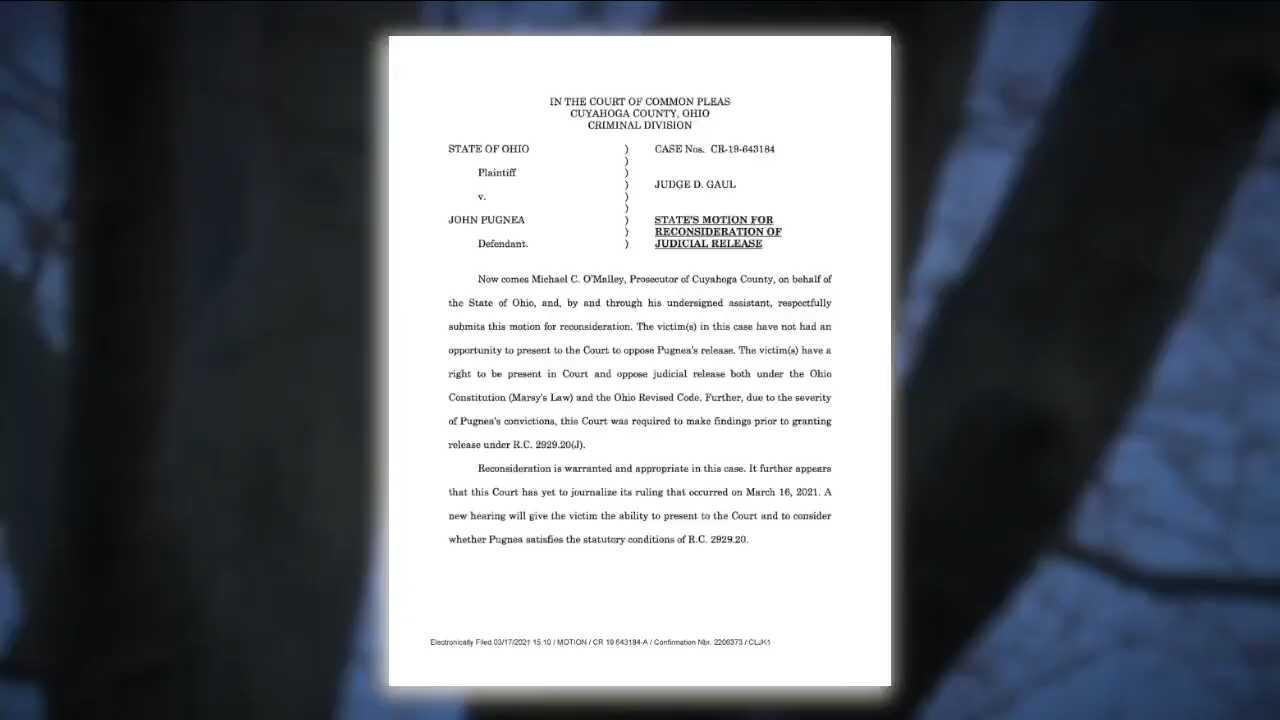 IN THE COURT OF COMMON PLEAS
CUYAHOGA COUNTY, OHIO
CRIMINAL DIVISION
STATE OF OHIO ) CASE Nos. CR-19-643184
)
Plaintiff )
) JUDGE D. GAUL
v. )
)
JOHN PUGNEA ) STATE'S MOTION FOR
) RECONSIDERATION OF
Defendant. ) JUDICIAL RELEASE
Now comes Michael C. O'Malley, Prosecutor of Cuyahoga County, on behalf of
the State of Ohio, and, by and through his undersigned assistant, respectfully
submits this motion for reconsideration. The victim(s) in this case have not had an
opportunity to present to the Court to oppose Pugnea's release. The victim(s) have a
right to be present in Court and oppose judicial release both under the Ohio
Constitution (Marsy's Law) and the Ohio Revised Code. Further, due to the severity
of Pugnea's convictions, this Court was required to make findings prior to granting
release under R.C. 2929.20(J).
Reconsideration is warranted and appropriate in this case. It further appears
that this Court has yet to journalize its ruling that occurred on March 16, 2021. A
new hearing will give the victim the ability to present to the Court and to consider
whether Pugnea satisfies the statutory conditions of R.C. 2929.20.
Electronically Filed 03/17/2021 15:10 / MOTION / CR 19 643184-A / Confirmation Nbr. 2206373 / CLJK1